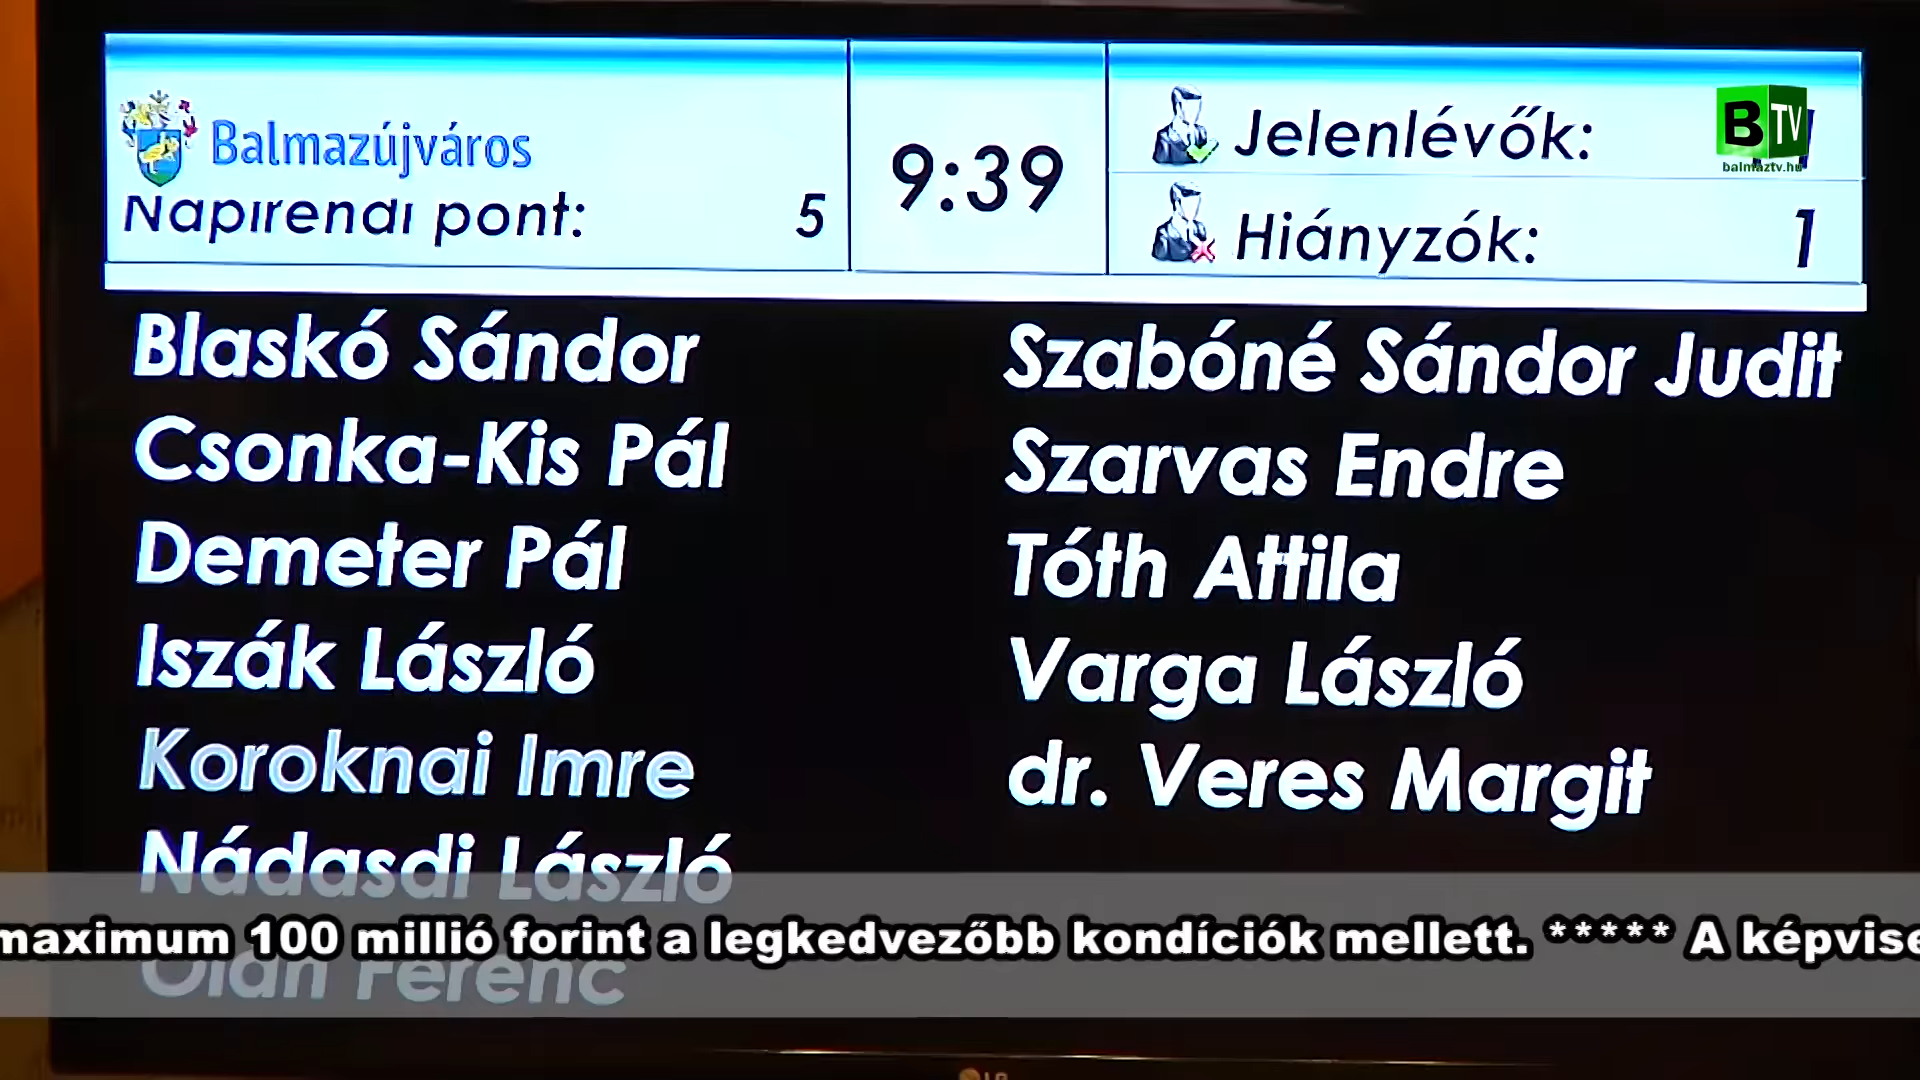 Balmazújváros
Napirendi pont: 5
9:39
Jelenlévők:
Hiányzók: 1
B TV
balmaztv.hu
Blaskó Sándor
Csonka-Kis Pál
Demeter Pál
Iszák László
Koroknai Imre
Nádasdi László
Oláh Ferenc
Szabóné Sándor Judit
Szarvas Endre
Tóth Attila
Varga László
dr. Veres Margit
maximum 100 millió forint a legkedvezőbb kondíciók mellett. ***** A képvise
LG